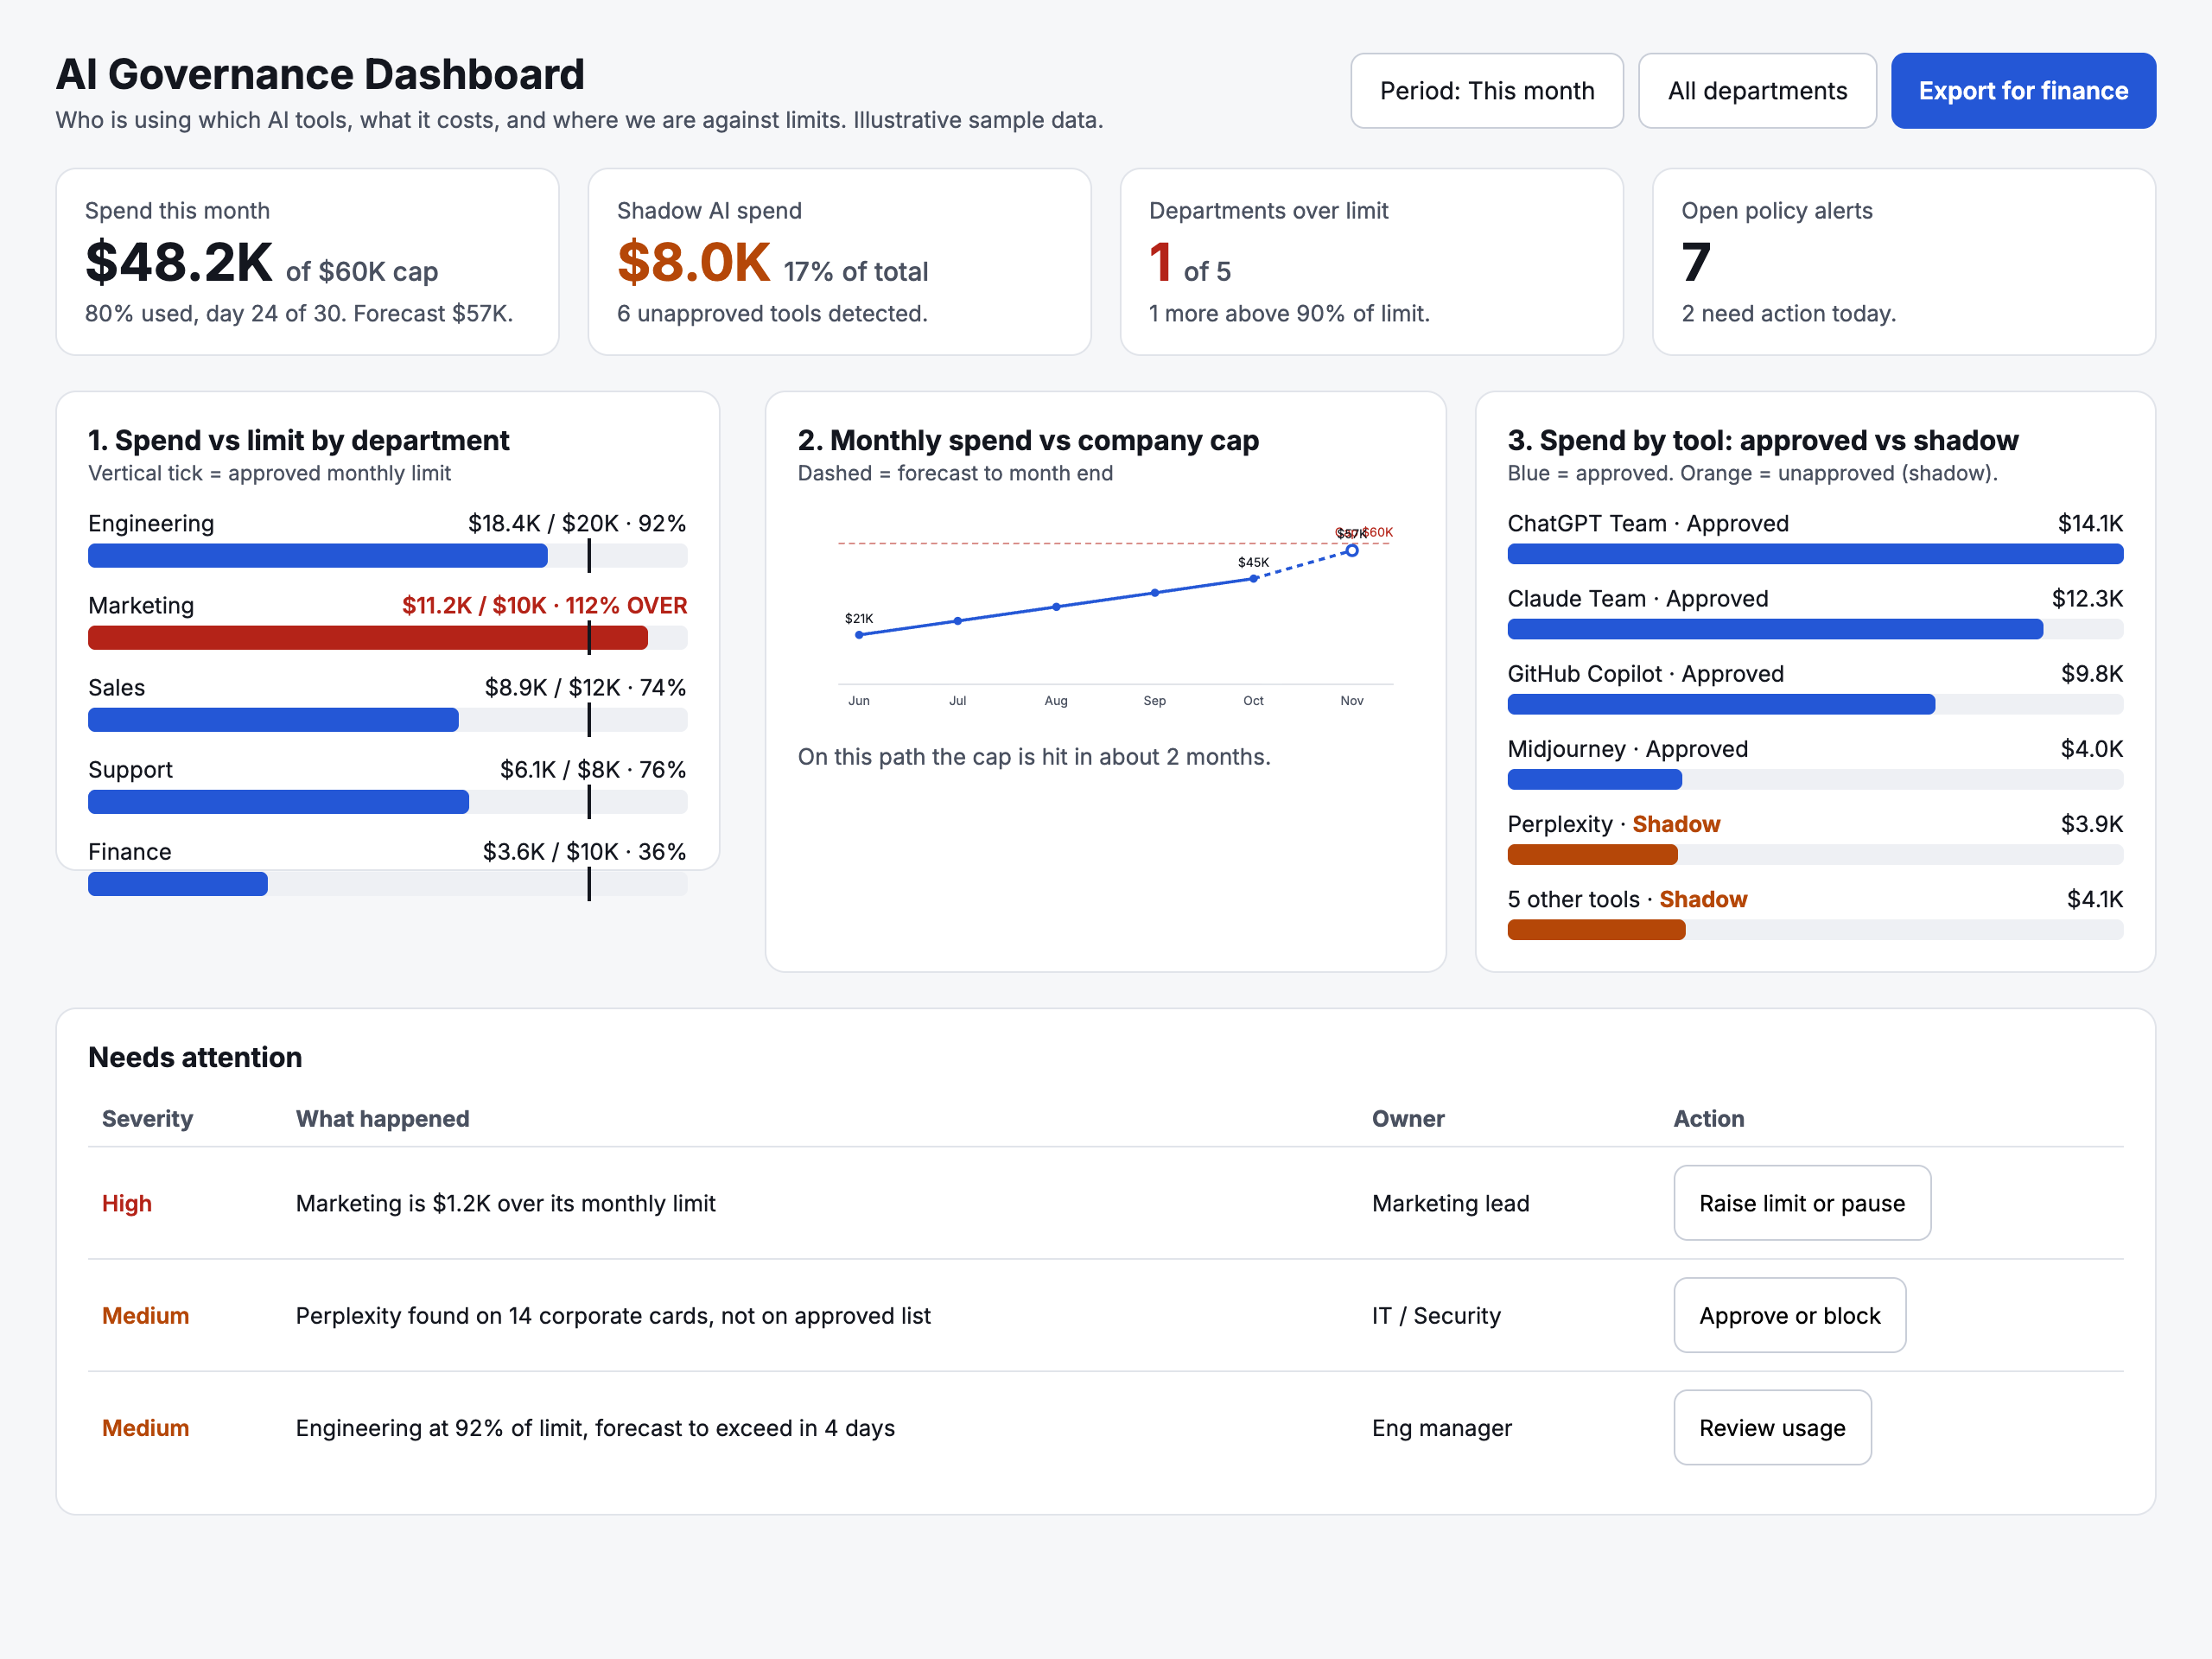 AI Governance Dashboard
Who is using which AI tools, what it costs, and where we are against limits. Illustrative sample data.
Period: This month
All departments
Export for finance
Spend this month
$48.2K of $60K cap
80% used, day 24 of 30. Forecast $57K.
Shadow AI spend
$8.0K 17% of total
6 unapproved tools detected.
Departments over limit
1 of 5
1 more above 90% of limit.
Open policy alerts
7
2 need action today.
1. Spend vs limit by department
Vertical tick = approved monthly limit
Engineering $18.4K / $20K · 92%
Marketing $11.2K / $10K · 112% OVER
Sales $8.9K / $12K · 74%
Support $6.1K / $8K · 76%
Finance $3.6K / $10K · 36%
2. Monthly spend vs company cap
Dashed = forecast to month end
$60K
$57K
$45K
$21K
Jun Jul Aug Sep Oct Nov
On this path the cap is hit in about 2 months.
3. Spend by tool: approved vs shadow
Blue = approved. Orange = unapproved (shadow).
ChatGPT Team · Approved $14.1K
Claude Team · Approved $12.3K
GitHub Copilot · Approved $9.8K
Midjourney · Approved $4.0K
Perplexity · Shadow $3.9K
5 other tools · Shadow $4.1K
Needs attention
Severity What happened Owner Action
High Marketing is $1.2K over its monthly limit Marketing lead Raise limit or pause
Medium Perplexity found on 14 corporate cards, not on approved list IT / Security Approve or block
Medium Engineering at 92% of limit, forecast to exceed in 4 days Eng manager Review usage